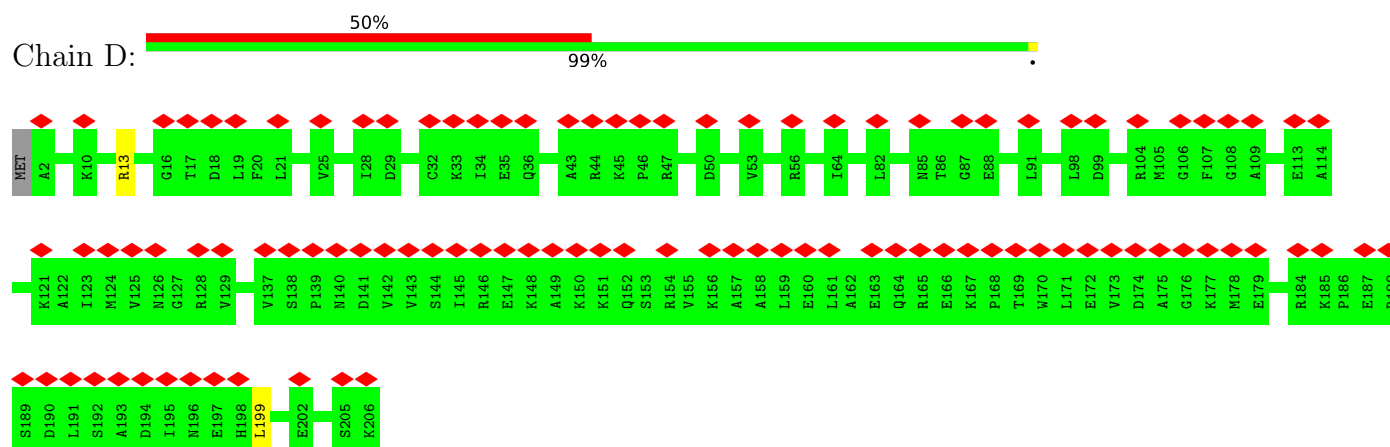 50%
Chain D:
99%
.
MET A2 K10 R13 G16 T17 D18 L19 F20 L21 V25 I28 D29 C32 K33 I34 E35 Q36 A43 R44 K45 P46 R47 D50 V53 R56 I64 L82 N85 T86 G87 E88 L91 L98 D99 R104 M105 G106 F107 G108 A109 E113 A114
K121 A122 I123 M124 V125 N126 G127 R128 V129 V137 S138 P139 N140 D141 V142 V143 S144 I145 R146 E147 K148 A149 K150 K151 Q152 S153 R154 V155 K156 A157 A158 L159 E160 L161 A162 E163 Q164 R165 E166 K167 P168 T169 W170 L171 E172 V173 D174 A175 G176 K177 M178 E179 R184 K185 P186 E187
S189 D190 L191 S192 A193 D194 I195 N196 E197 H198 L199 E202 S205 K206